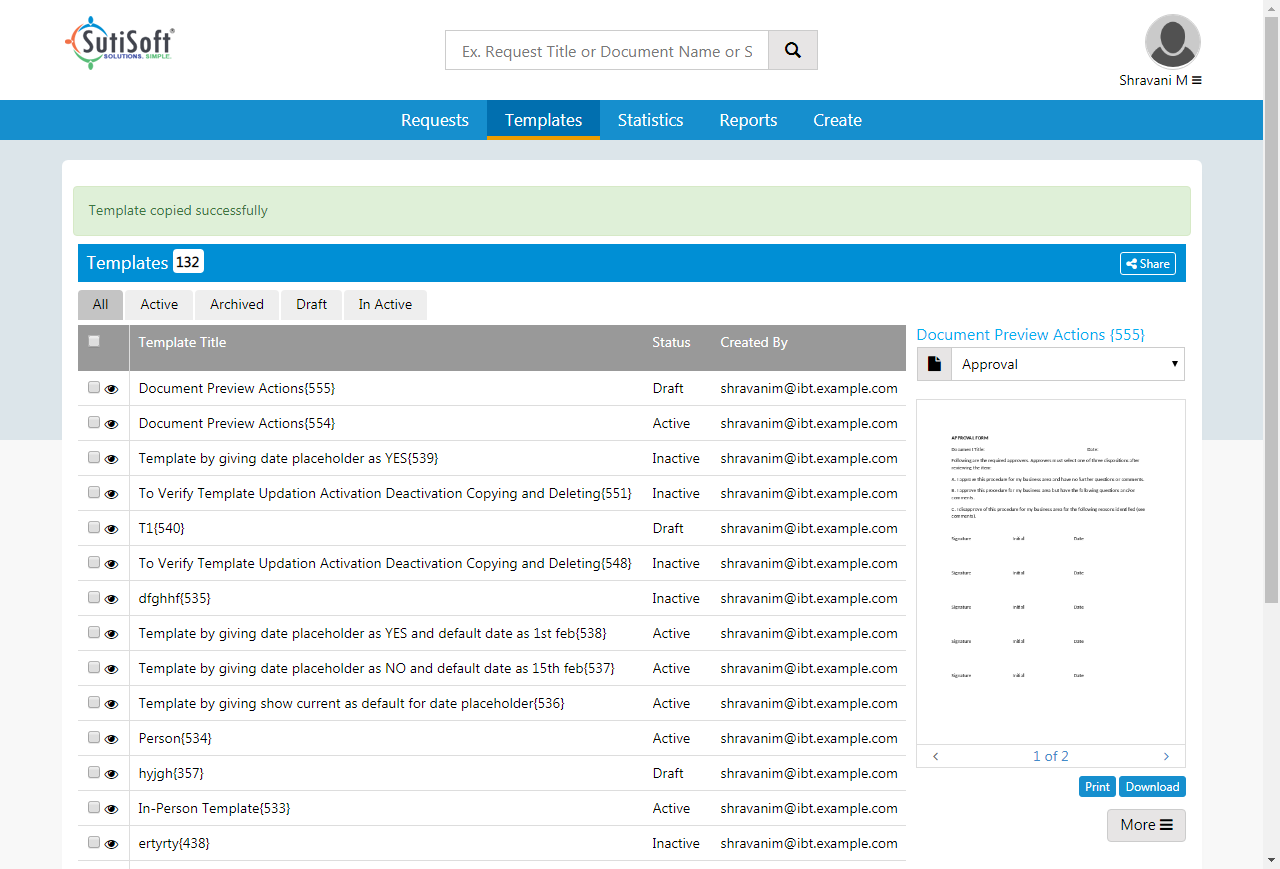 SutiSoft®
SOLUTIONS. SIMPLE.
Ex. Request Title or Document Name or S
Shravani M
Requests
Templates
Statistics
Reports
Create
Template copied successfully
Templates 132
Share
All
Active
Archived
Draft
In Active
Template Title Status Created By
Document Preview Actions{555} Draft shravanim@ibt.example.com
Document Preview Actions{554} Active shravanim@ibt.example.com
Template by giving date placeholder as YES{539} Inactive shravanim@ibt.example.com
To Verify Template Updation Activation Deactivation Copying and Deleting{551} Inactive shravanim@ibt.example.com
T1{540} Draft shravanim@ibt.example.com
To Verify Template Updation Activation Deactivation Copying and Deleting{548} Inactive shravanim@ibt.example.com
dfghhf{535} Inactive shravanim@ibt.example.com
Template by giving date placeholder as YES and default date as 1st feb{538} Active shravanim@ibt.example.com
Template by giving date placeholder as NO and default date as 15th feb{537} Active shravanim@ibt.example.com
Template by giving show current as default for date placeholder{536} Active shravanim@ibt.example.com
Person{534} Active shravanim@ibt.example.com
hyjgh{357} Draft shravanim@ibt.example.com
In-Person Template{533} Active shravanim@ibt.example.com
ertyrty{438} Inactive shravanim@ibt.example.com
Document Preview Actions {555}
Approval
APPROVAL FORM
Document Title: Date:
Following are the required approvers. Approvers must select one of three dispositions after
reviewing the item:
A. I approve this procedure for my business area and have no further questions or comments.
B. I approve this procedure for my business area but have the following questions and/or
comments.
C. I disapprove of this procedure for my business area for the following reasons identified (see
comments).
Signature Initial Date
Signature Initial Date
Signature Initial Date
Signature Initial Date
Signature Initial Date
1 of 2
Print
Download
More